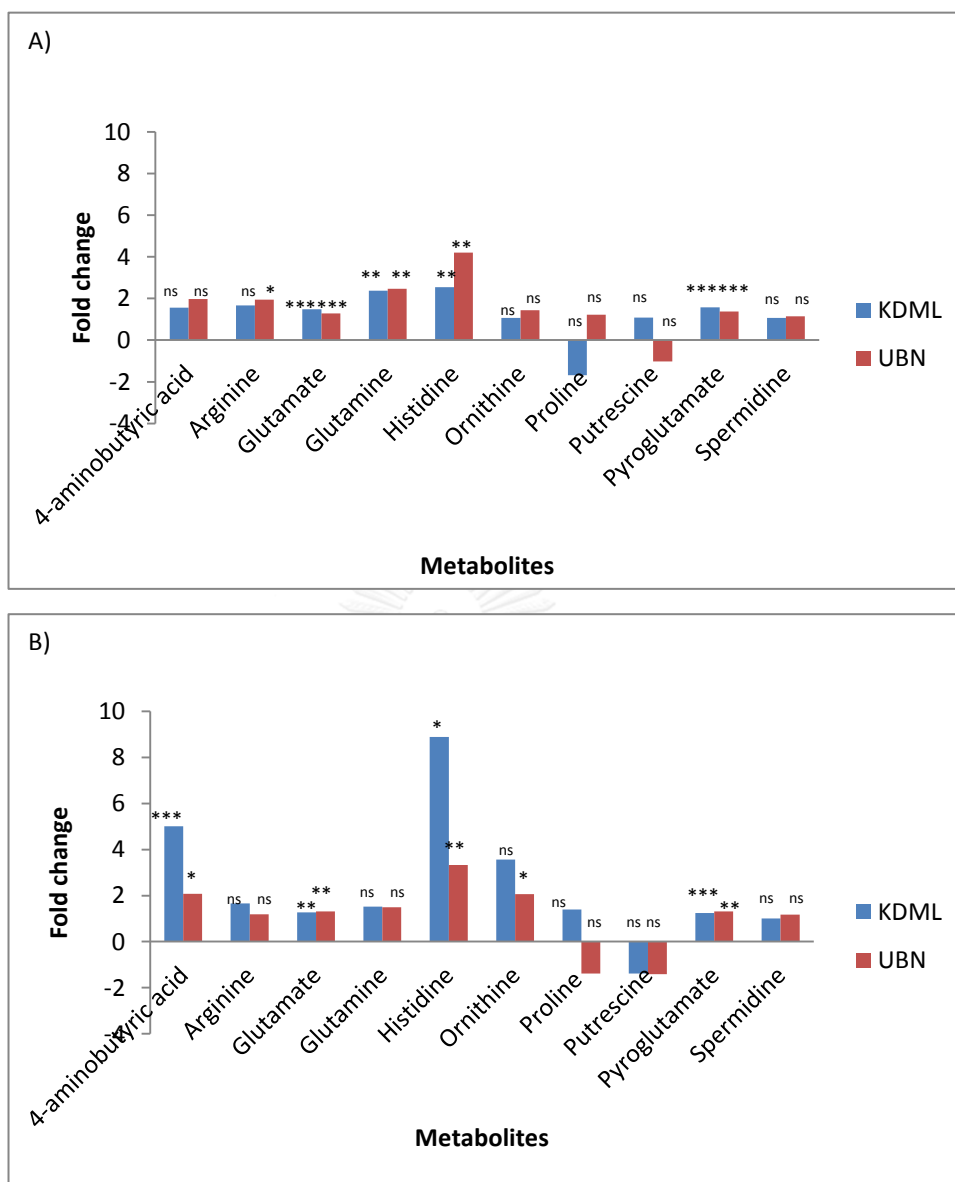 A)
10
8
6
4
2
0
-2
-4
Fold change
ns ns ns * ****** ** ** ** ** ns ns ns ns ns ns ****** ns ns
4-aminobutyric acid
Arginine
Glutamate
Glutamine
Histidine
Ornithine
Proline
Putrescine
Pyroglutamate
Spermidine
Metabolites
KDML
UBN
B)
10
8
6
4
2
0
-2
Fold change
*** * ns ns ** ** ns ns * ** ns * ns ns ns ns *** ** ns ns
4-aminobutyric acid
Arginine
Glutamate
Glutamine
Histidine
Ornithine
Proline
Putrescine
Pyroglutamate
Spermidine
Metabolites
KDML
UBN